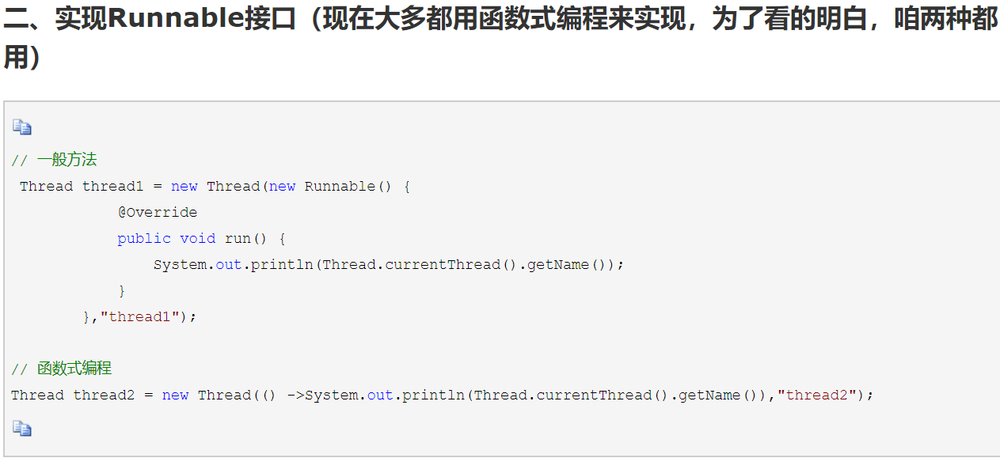 二、实现Runnable接口（现在大多都用函数式编程来实现，为了看的明白，咱两种都
用）
// 一般方法
Thread thread1 = new Thread(new Runnable() {
@Override
public void run() {
System.out.println(Thread.currentThread().getName());
}
},"thread1");
// 函数式编程
Thread thread2 = new Thread(() ->System.out.println(Thread.currentThread().getName()),"thread2");